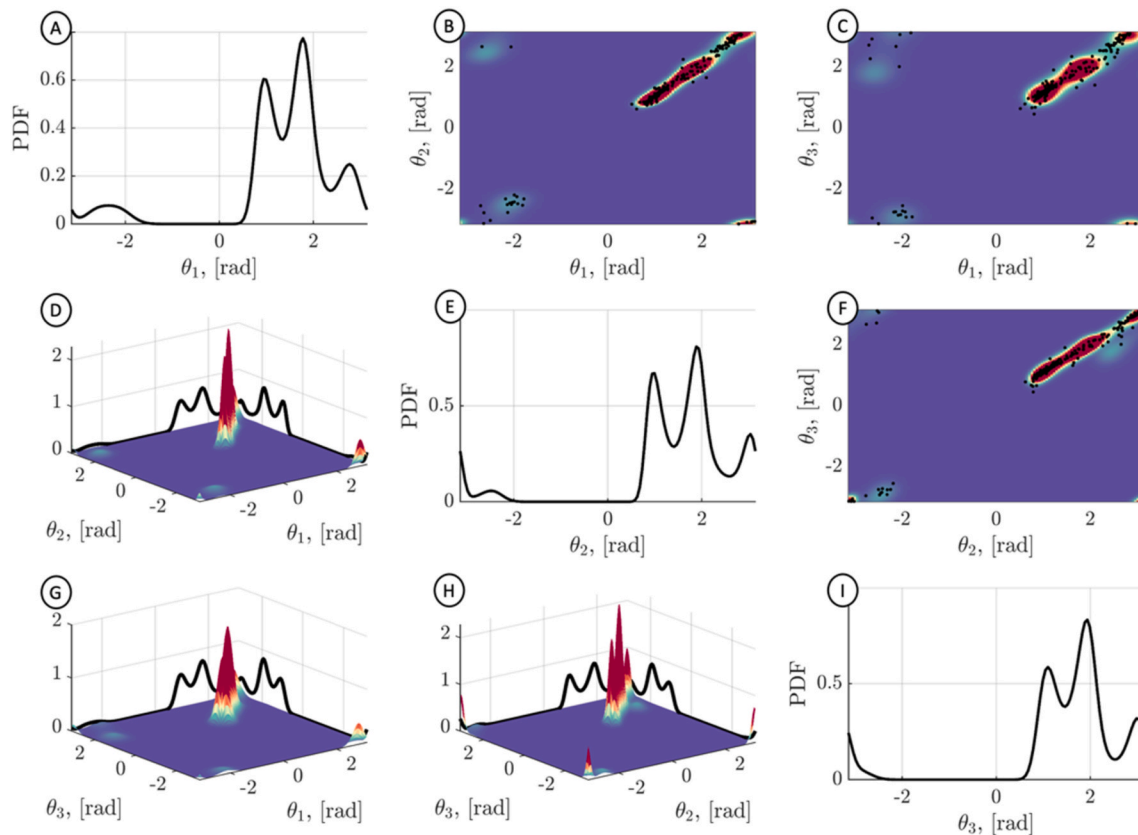 A
PDF
0.6
0.4
0.2
0
-2 0 2
θ₁, [rad]
B
θ₂, [rad]
2
0
-2
-2 0 2
θ₁, [rad]
C
θ₃, [rad]
2
0
-2
-2 0 2
θ₁, [rad]
D
2
1
0
2 0 -2
θ₂, [rad]
-2 0 2
θ₁, [rad]
E
PDF
0.5
0
-2 0 2
θ₂, [rad]
F
θ₃, [rad]
2
0
-2
-2 0 2
θ₂, [rad]
G
2
1
0
2 0 -2
θ₃, [rad]
-2 0 2
θ₁, [rad]
H
2
1
0
2 0 -2
θ₃, [rad]
-2 0 2
θ₂, [rad]
I
PDF
0.5
0
-2 0 2
θ₃, [rad]